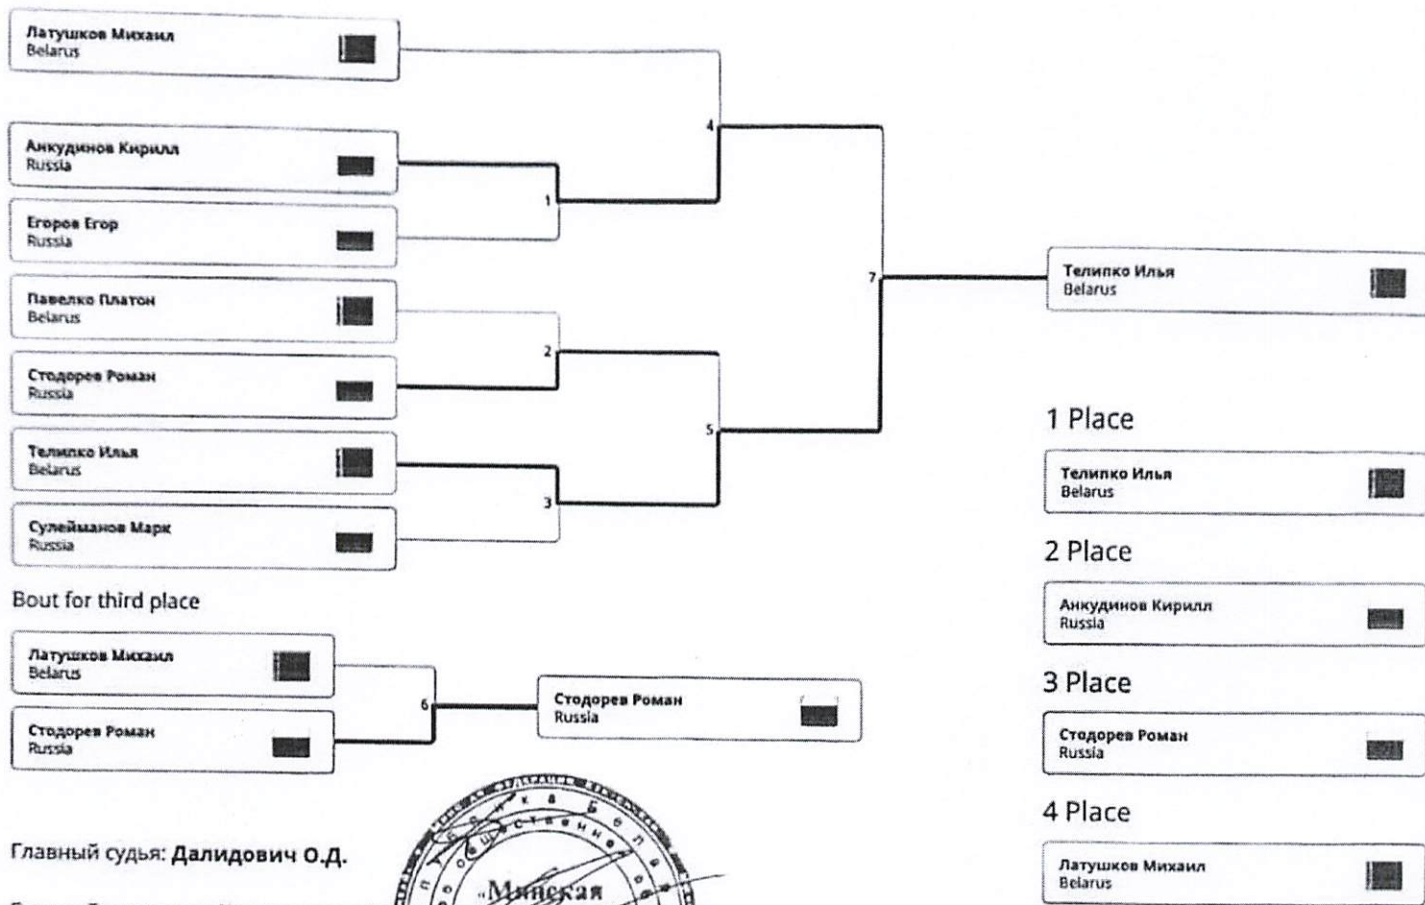 Латушков Михаил
Belarus
Анкудинов Кирилл
Russia
Егоров Егор
Russia
Павелко Платон
Belarus
Стодорев Роман
Russia
Телипко Илья
Belarus
Сулейманов Марк
Russia
1
2
3
4
5
7
Телипко Илья
Belarus
Bout for third place
Латушков Михаил
Belarus
Стодорев Роман
Russia
6
Стодорев Роман
Russia
1 Place
Телипко Илья
Belarus
2 Place
Анкудинов Кирилл
Russia
3 Place
Стодорев Роман
Russia
4 Place
Латушков Михаил
Belarus
Главный судья: Далидович О.Д.
"Минская